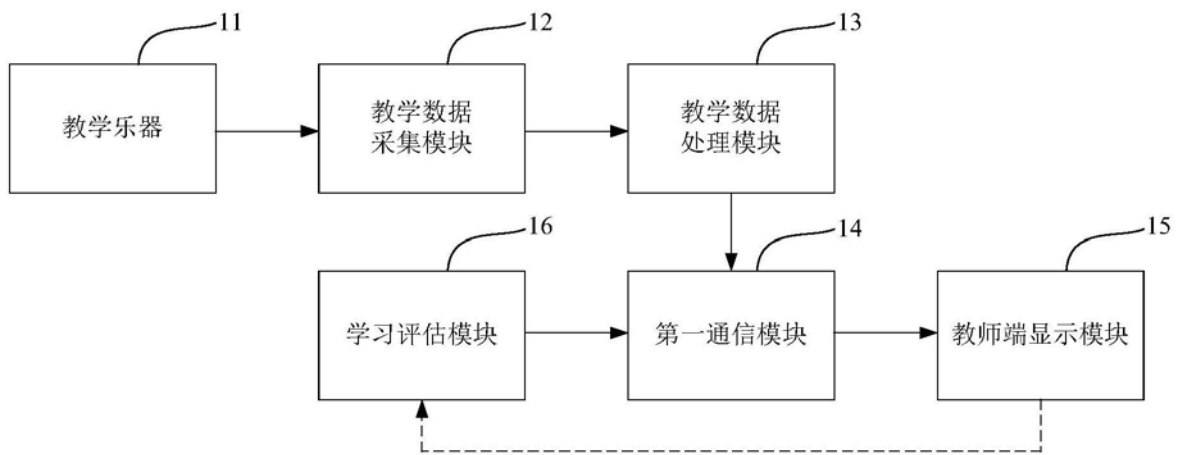 11
12
13
教学乐器
教学数据
采集模块
教学数据
处理模块
16
14
15
学习评估模块
第一通信模块
教师端显示模块